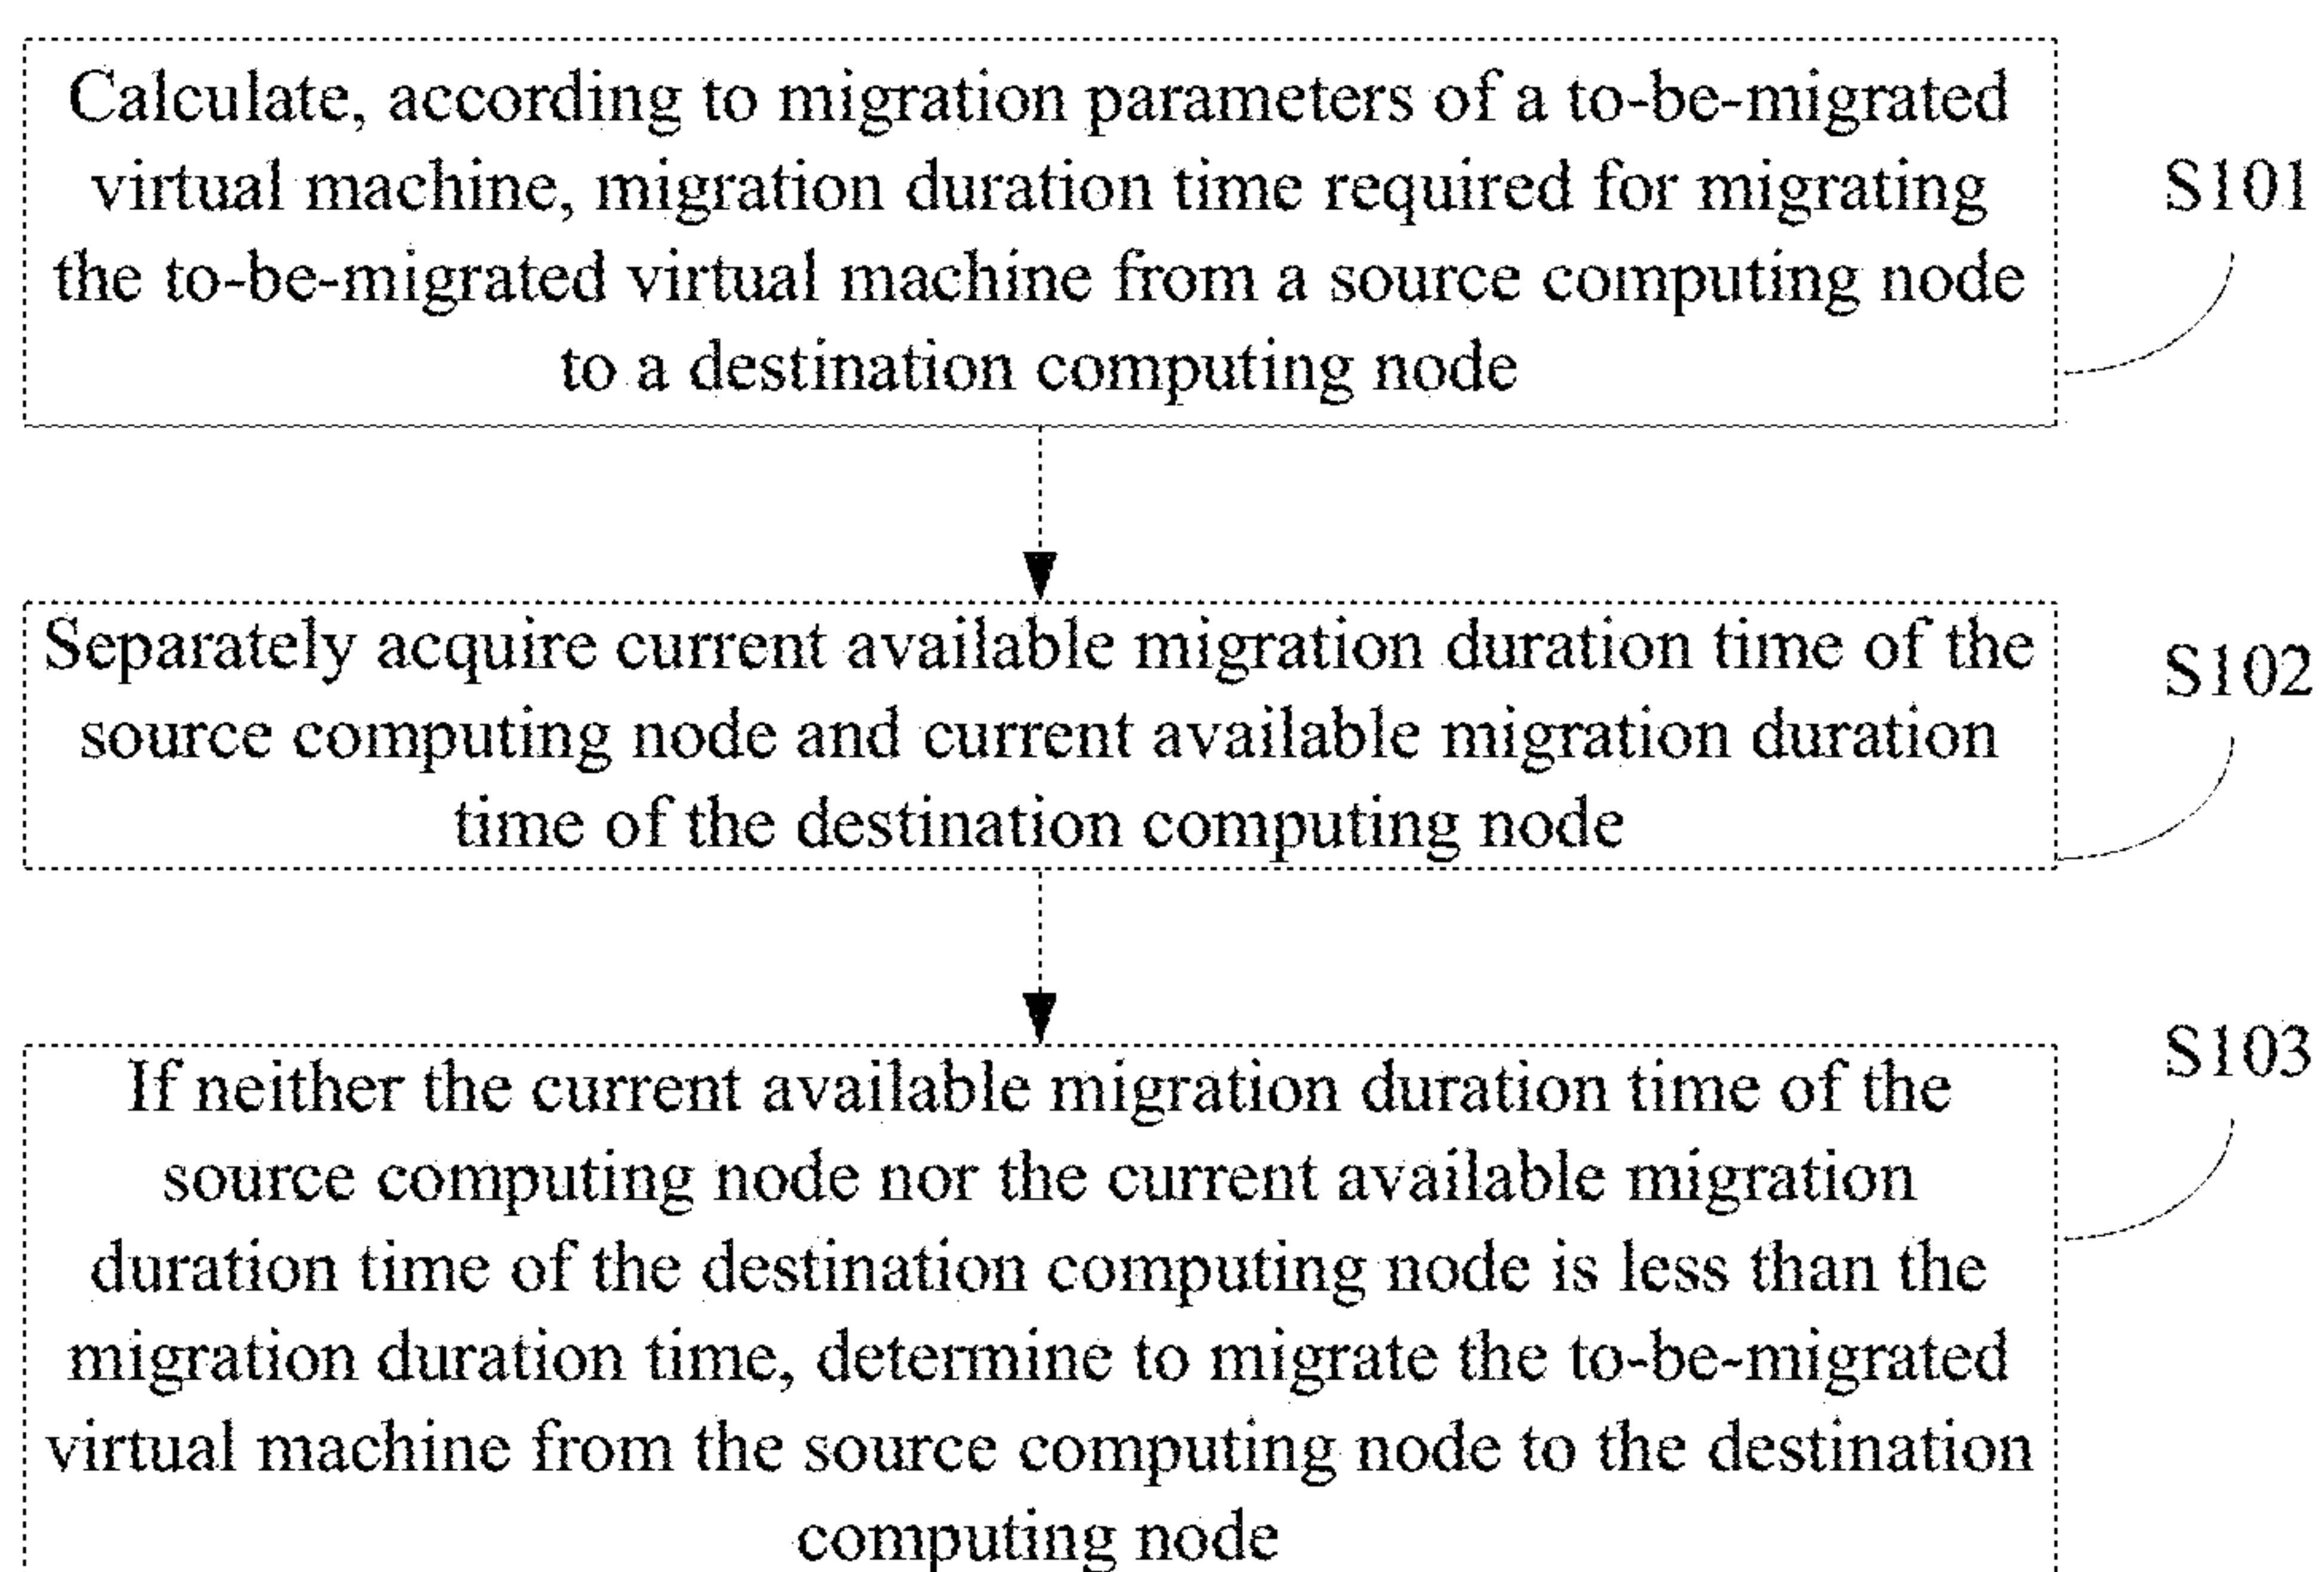 Calculate, according to migration parameters of a to-be-migrated
virtual machine, migration duration time required for migrating
the to-be-migrated virtual machine from a source computing node
to a destination computing node
S101
Separately acquire current available migration duration time of the
source computing node and current available migration duration
time of the destination computing node
S102
If neither the current available migration duration time of the
source computing node nor the current available migration
duration time of the destination computing node is less than the
migration duration time, determine to migrate the to-be-migrated
virtual machine from the source computing node to the destination
computing node
S103